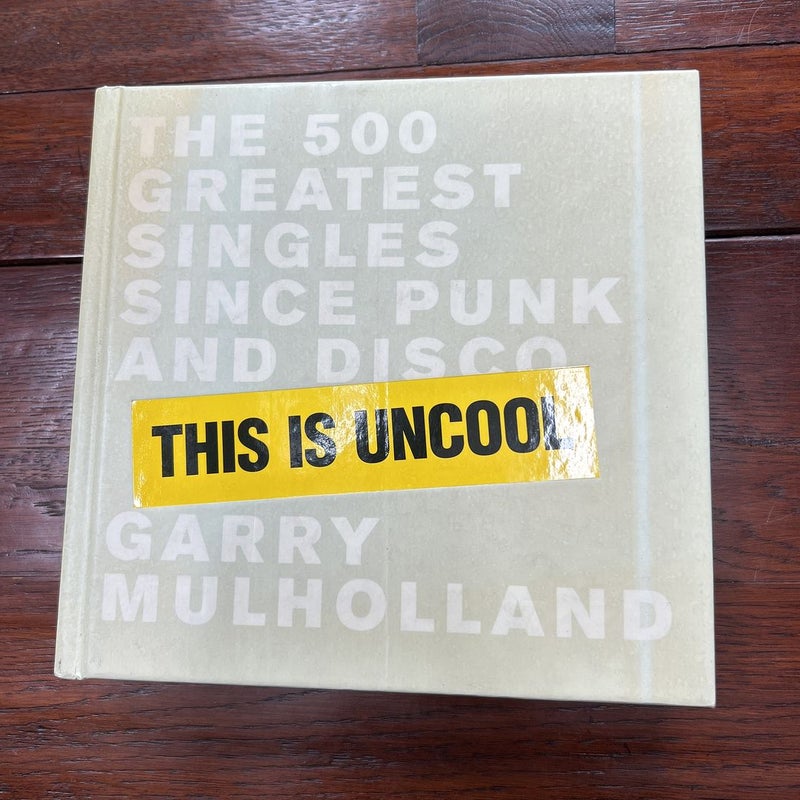 THE 500
GREATEST
SINGLES
SINCE PUNK
AND DISCO
THIS IS UNCOOL
GARRY
MULHOLLAND